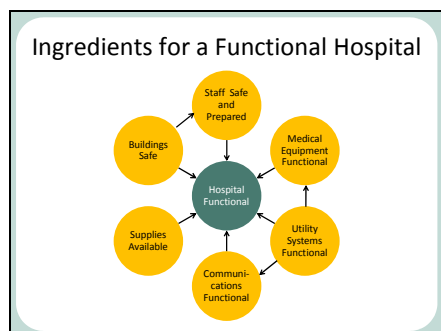 Ingredients for a Functional Hospital
Staff Safe
and
Prepared
Buildings
Safe
Medical
Equipment
Functional
Hospital
Functional
Supplies
Available
Utility
Systems
Functional
Communi-
cations
Functional